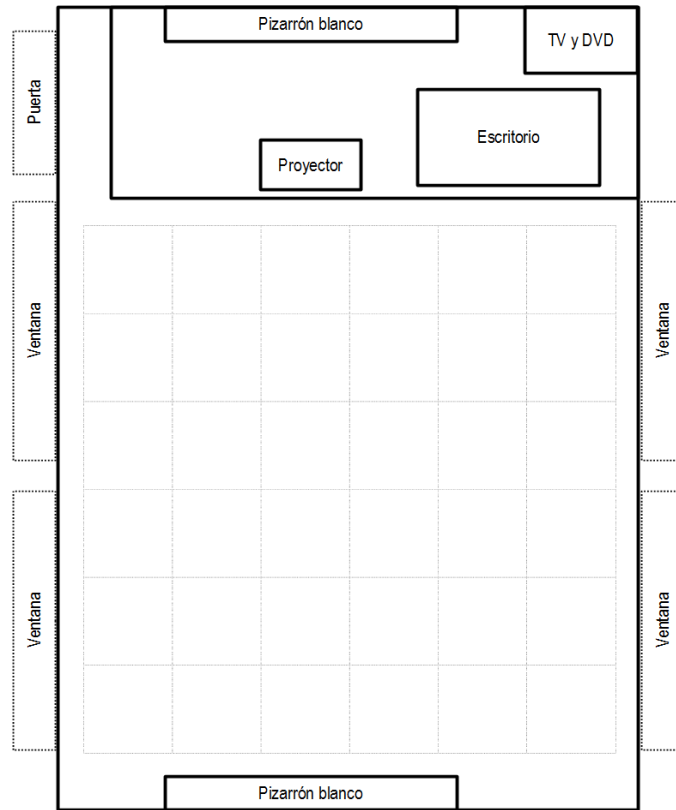 Pizarrón blanco
TV y DVD
Puerta
Escritorio
Proyector
Ventana
Ventana
Ventana
Ventana
Pizarrón blanco